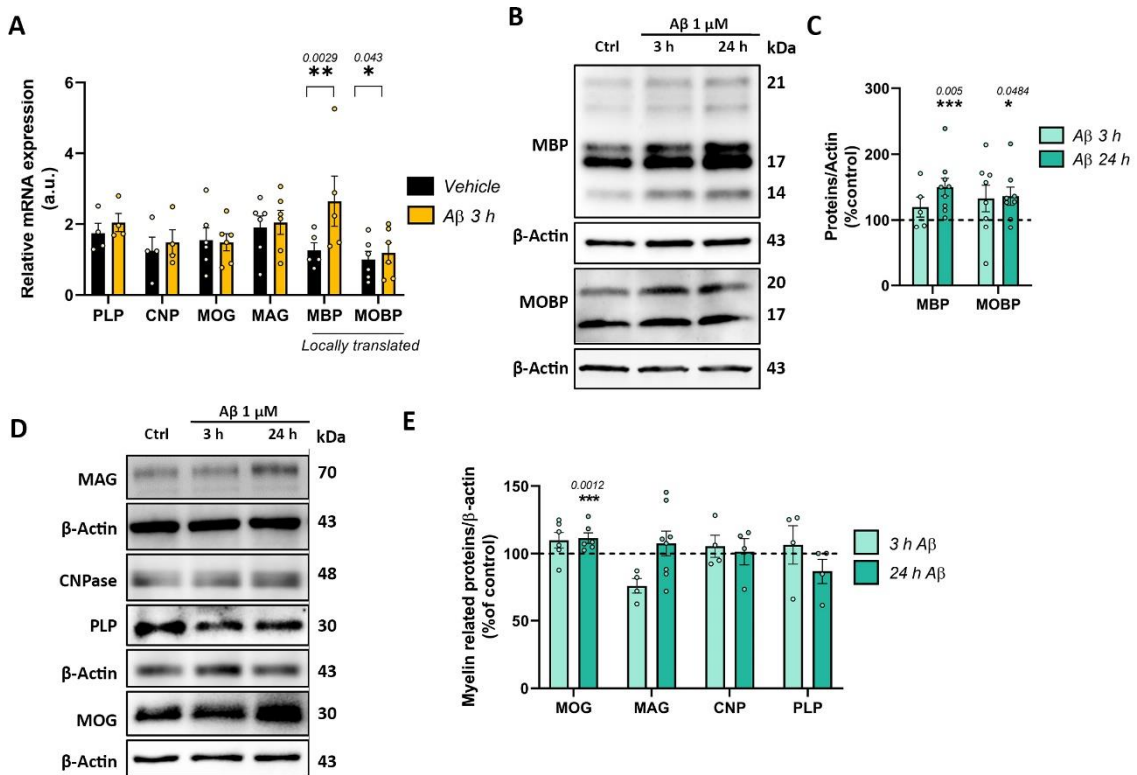 A
Relative mRNA expression
(a.u.)
6
4
2
0
0.0029
**
0.043
*
Vehicle
Aβ 3 h
PLP
CNP
MOG
MAG
MBP
MOBP
Locally translated
B
Aβ 1 µM
Ctrl
3 h
24 h
kDa
MBP
21
17
14
β-Actin
43
MOBP
20
17
β-Actin
43
C
Proteins/Actin
(%control)
300
200
150
100
0
0.005
***
0.0484
*
Aβ 3 h
Aβ 24 h
MBP
MOBP
D
Aβ 1 µM
Ctrl
3 h
24 h
kDa
MAG
70
β-Actin
43
CNPase
48
PLP
30
β-Actin
43
MOG
30
β-Actin
43
E
Myelin related proteins/β-actin
(%of control)
150
100
50
0
0.0012
***
3 h Aβ
24 h Aβ
MOG
MAG
CNP
PLP